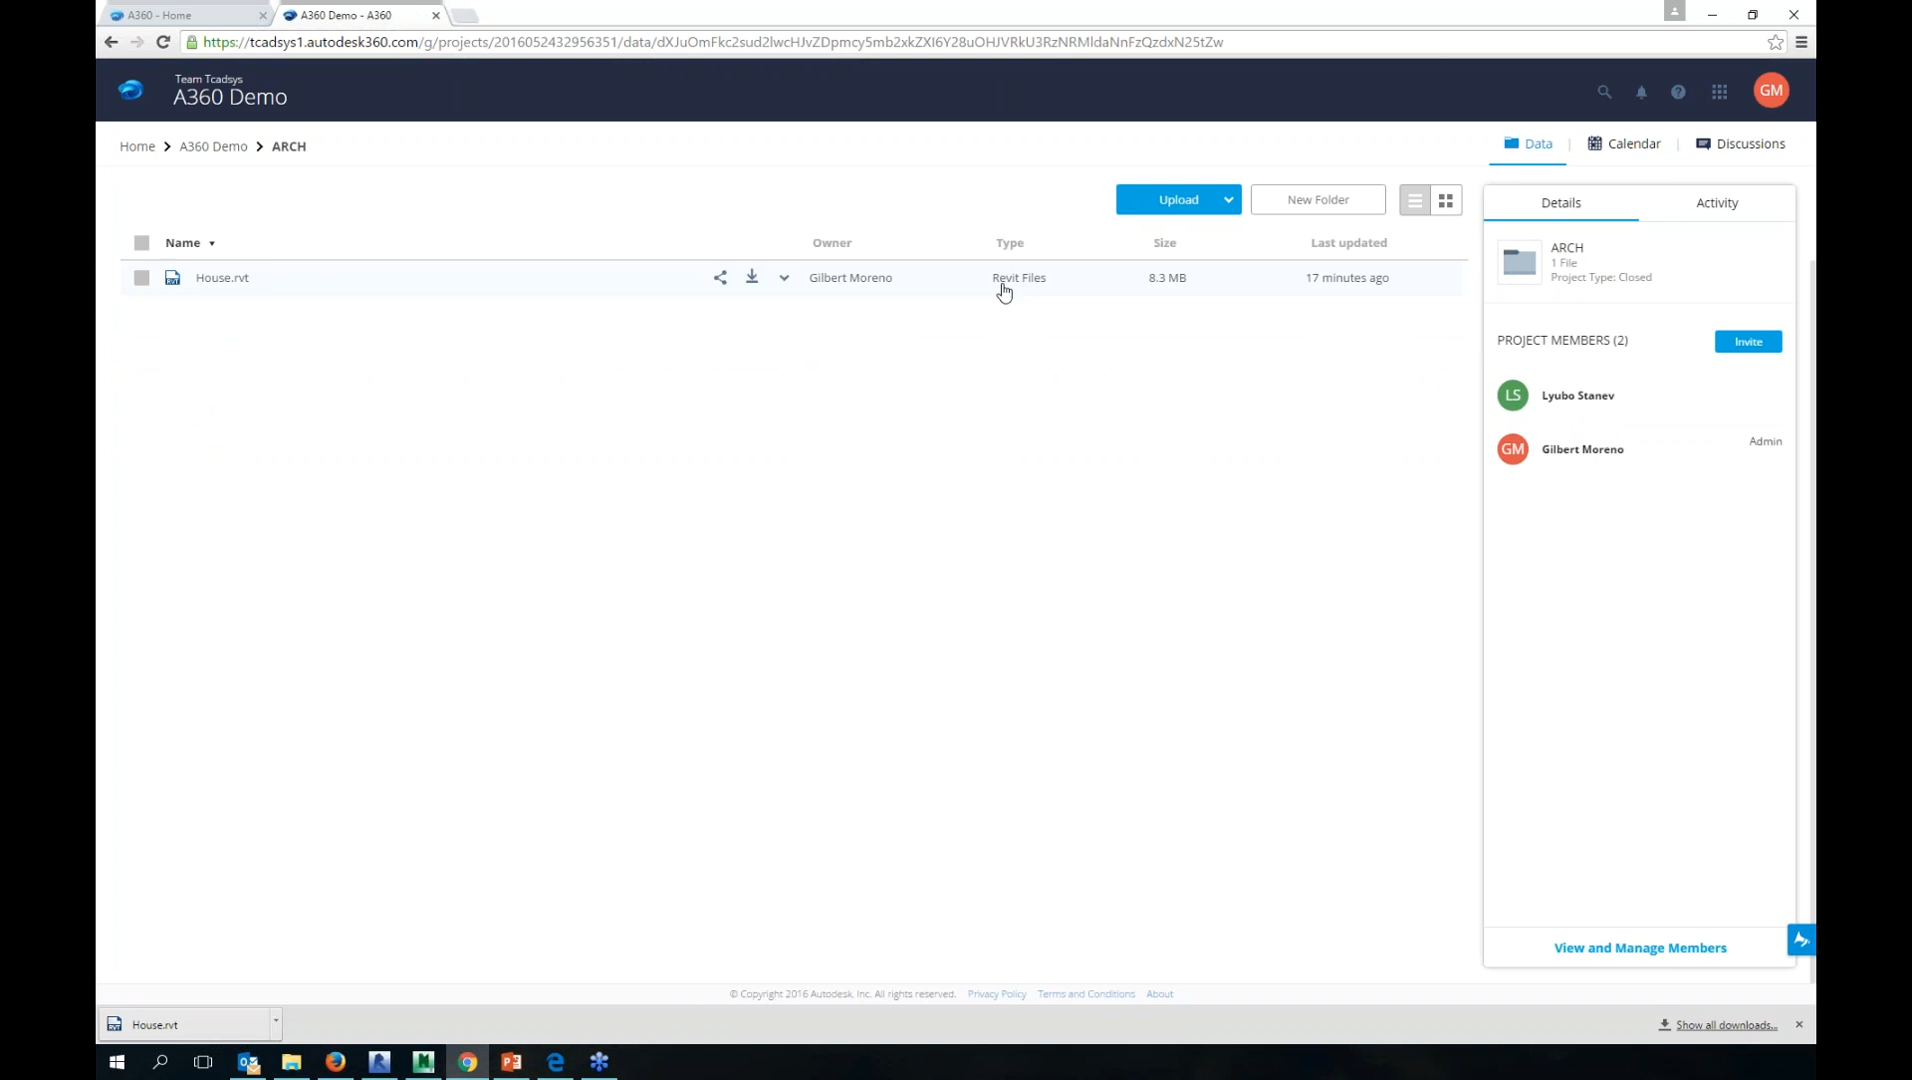 A360 - Home
A360 Demo - A360
https://tcadsys1.autodesk360.com/g/projects/2016052432956351/data/dXJuOmFkc2sud2lwcHJvZDpmcy5mb2xkZXI6Y28uOHJVRkU3RzNRMldaNnFzQzdxN25tZw
Team Tcadsys
A360 Demo
GM
Home > A360 Demo > ARCH
Data | Calendar | Discussions
Upload
New Folder
Name Owner Type Size Last updated
House.rvt Gilbert Moreno Revit Files 8.3 MB 17 minutes ago
Details Activity
ARCH
1 File
Project Type: Closed
PROJECT MEMBERS (2) Invite
LS Lyubo Stanev
GM Gilbert Moreno Admin
View and Manage Members
© Copyright 2016 Autodesk, Inc. All rights reserved. Privacy Policy Terms and Conditions About
House.rvt
Show all downloads...